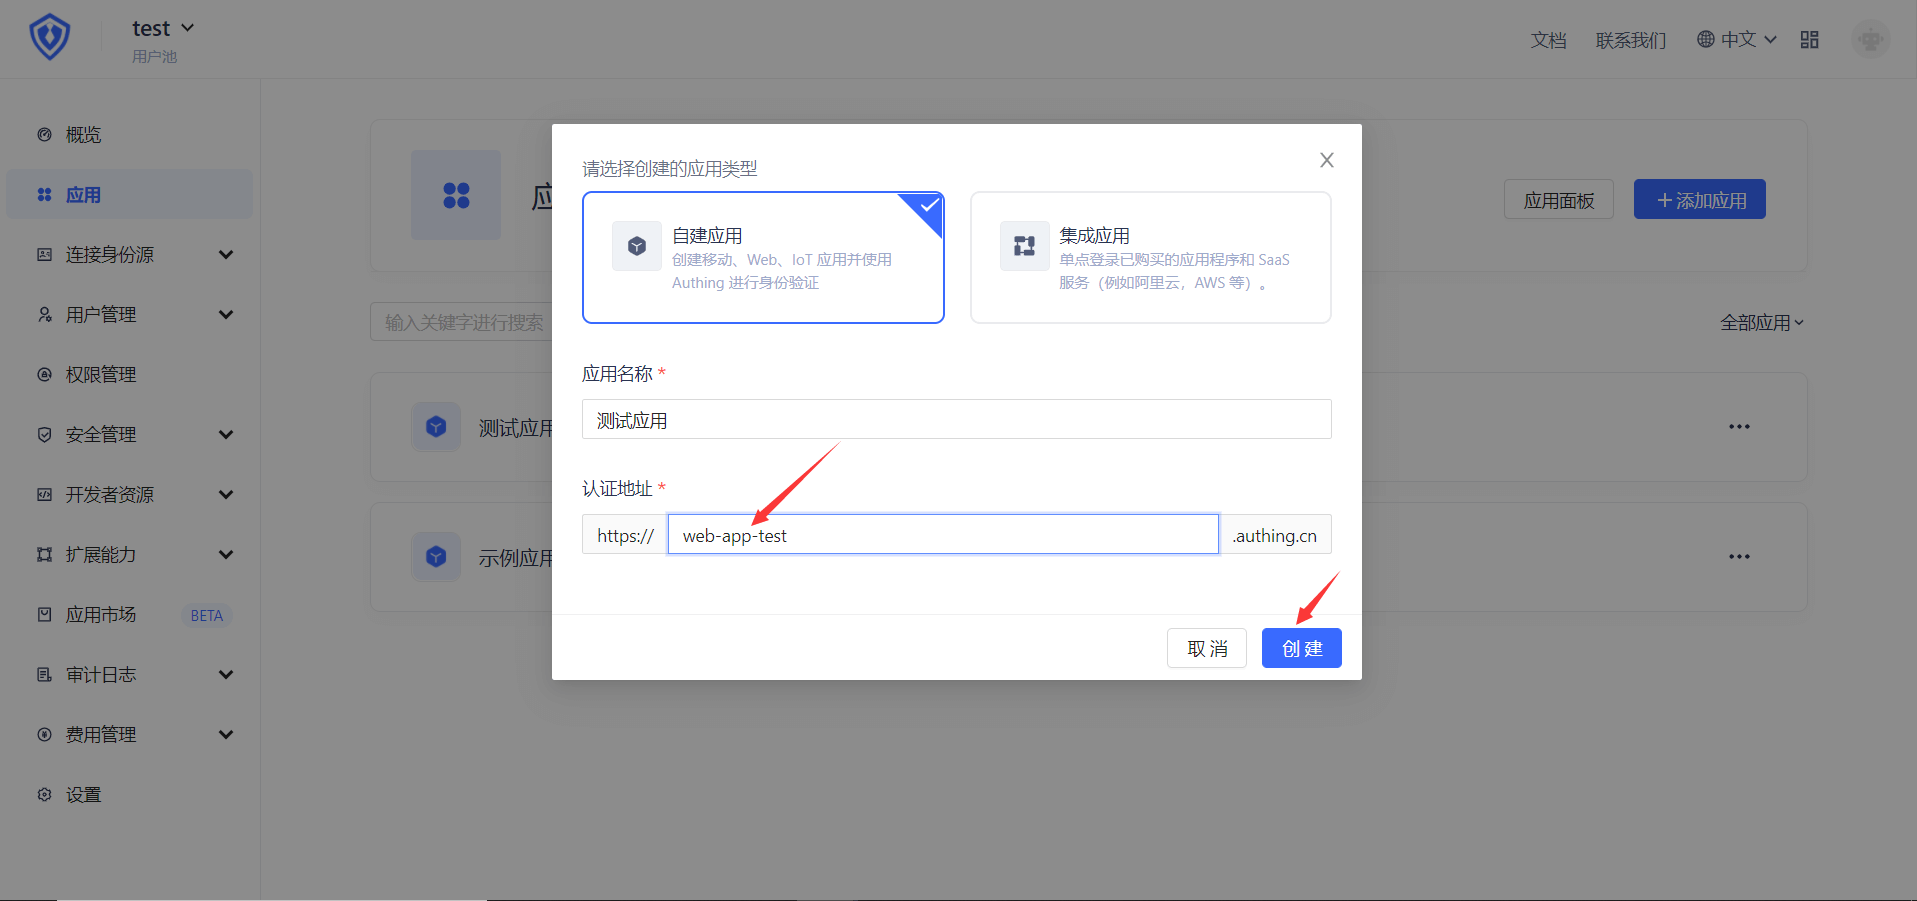 test
用户池
文档
联系我们
中文
概览
应用
连接身份源
用户管理
权限管理
安全管理
开发者资源
扩展能力
应用市场
BETA
审计日志
费用管理
设置
应
应用面板
添加应用
输入关键字进行搜索
全部应用
测试应用
示例应用
请选择创建的应用类型
自建应用
创建移动、Web、IoT 应用并使用
Authing 进行身份验证
集成应用
单点登录已购买的应用程序和 SaaS
服务（例如阿里云，AWS 等）。
应用名称 *
测试应用
认证地址 *
https://
web-app-test
.authing.cn
取 消
创 建